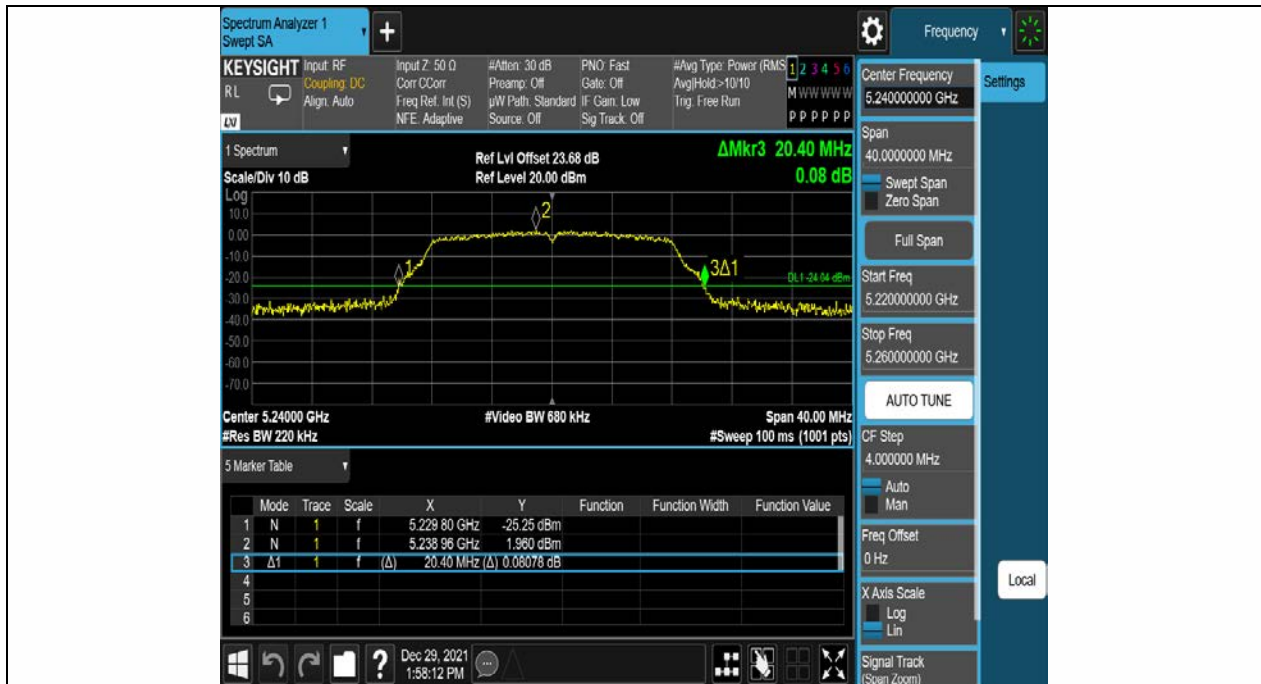 Spectrum Analyzer 1
Swept SA
+
Frequency
KEYSIGHT
RL
LXI
Input: RF
Coupling: DC
Align: Auto
Input Z: 50 Ω
Corr CCorr
Freq Ref: Int (S)
NFE: Adaptive
#Atten: 30 dB
Preamp: Off
µW Path: Standard
Source: Off
PNO: Fast
Gate: Off
IF Gain: Low
Sig Track: Off
#Avg Type: Power (RMS
Avg|Hold:>10/10
Trig: Free Run
1 2 3 4 5 6
M W W W W W
P P P P P P
1 Spectrum
Scale/Div 10 dB
Ref Lvl Offset 23.68 dB
Ref Level 20.00 dBm
ΔMkr3 20.40 MHz
0.08 dB
Log
10.0
0.00
-10.0
-20.0
-30.0
-40.0
-50.0
-60.0
-70.0
1
2
3Δ1
DL1 -24.04 dBm
Center 5.24000 GHz
#Video BW 680 kHz
Span 40.00 MHz
#Res BW 220 kHz
#Sweep 100 ms (1001 pts)
5 Marker Table
Mode Trace Scale X Y Function Function Width Function Value
1 N 1 f 5.229 80 GHz -25.25 dBm
2 N 1 f 5.238 96 GHz 1.960 dBm
3 Δ1 1 f (Δ) 20.40 MHz (Δ) 0.08078 dB
4
5
6
?
Dec 29, 2021
1:58:12 PM
Center Frequency
5.240000000 GHz
Span
40.0000000 MHz
Swept Span
Zero Span
Full Span
Start Freq
5.220000000 GHz
Stop Freq
5.260000000 GHz
AUTO TUNE
CF Step
4.000000 MHz
Auto
Man
Freq Offset
0 Hz
X Axis Scale
Log
Lin
Signal Track
(Span Zoom)
Settings
Local